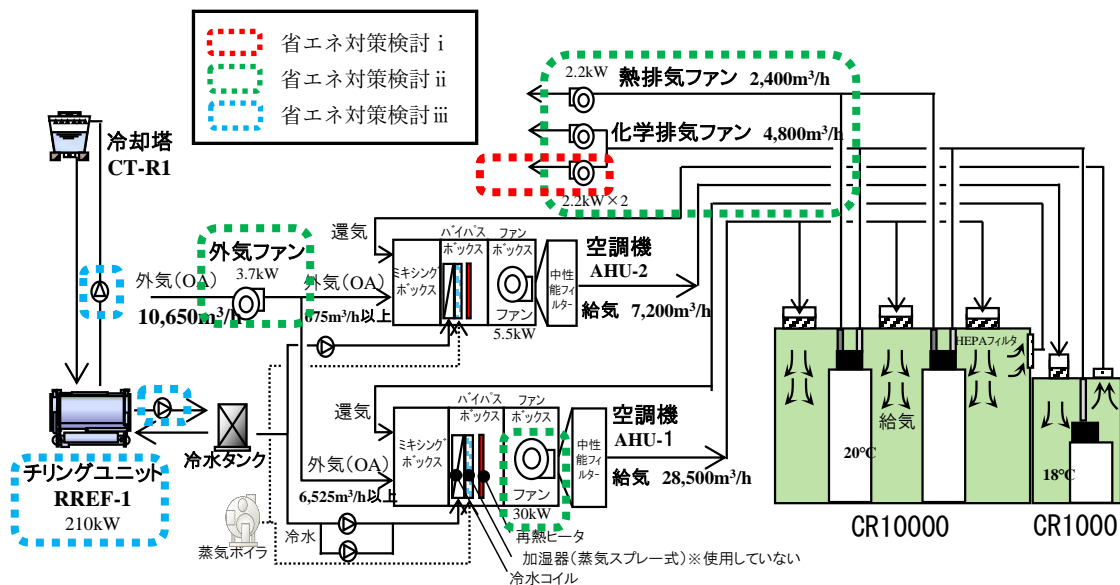 省エネ対策検討ⅰ
省エネ対策検討ⅱ
省エネ対策検討ⅲ
2.2kW
熱排気ファン 2,400m³/h
化学排気ファン 4,800m³/h
2.2kW×2
冷却塔
CT-R1
外気ファン
3.7kW
外気(OA)
10,650m³/h
外気(OA)
675m³/h以上
還気
ミキシング
ボックス
バイパス
ボックス
ファン
ボックス
ファン
5.5kW
中性
能フィ
ルター
空調機
AHU-2
給気 7,200m³/h
還気
外気(OA)
6,525m³/h以上
ミキシング
ボックス
バイパス
ボックス
ファン
ボックス
ファン
30kW
中性
能フィ
ルター
空調機
AHU-1
給気 28,500m³/h
チリングユニット
RREF-1
210kW
冷水タンク
蒸気ボイラ
冷水
再熱ヒータ
加湿器(蒸気スプレー式)※使用していない
冷水コイル
HEPAフィルタ
給気
20℃
18℃
CR10000
CR1000